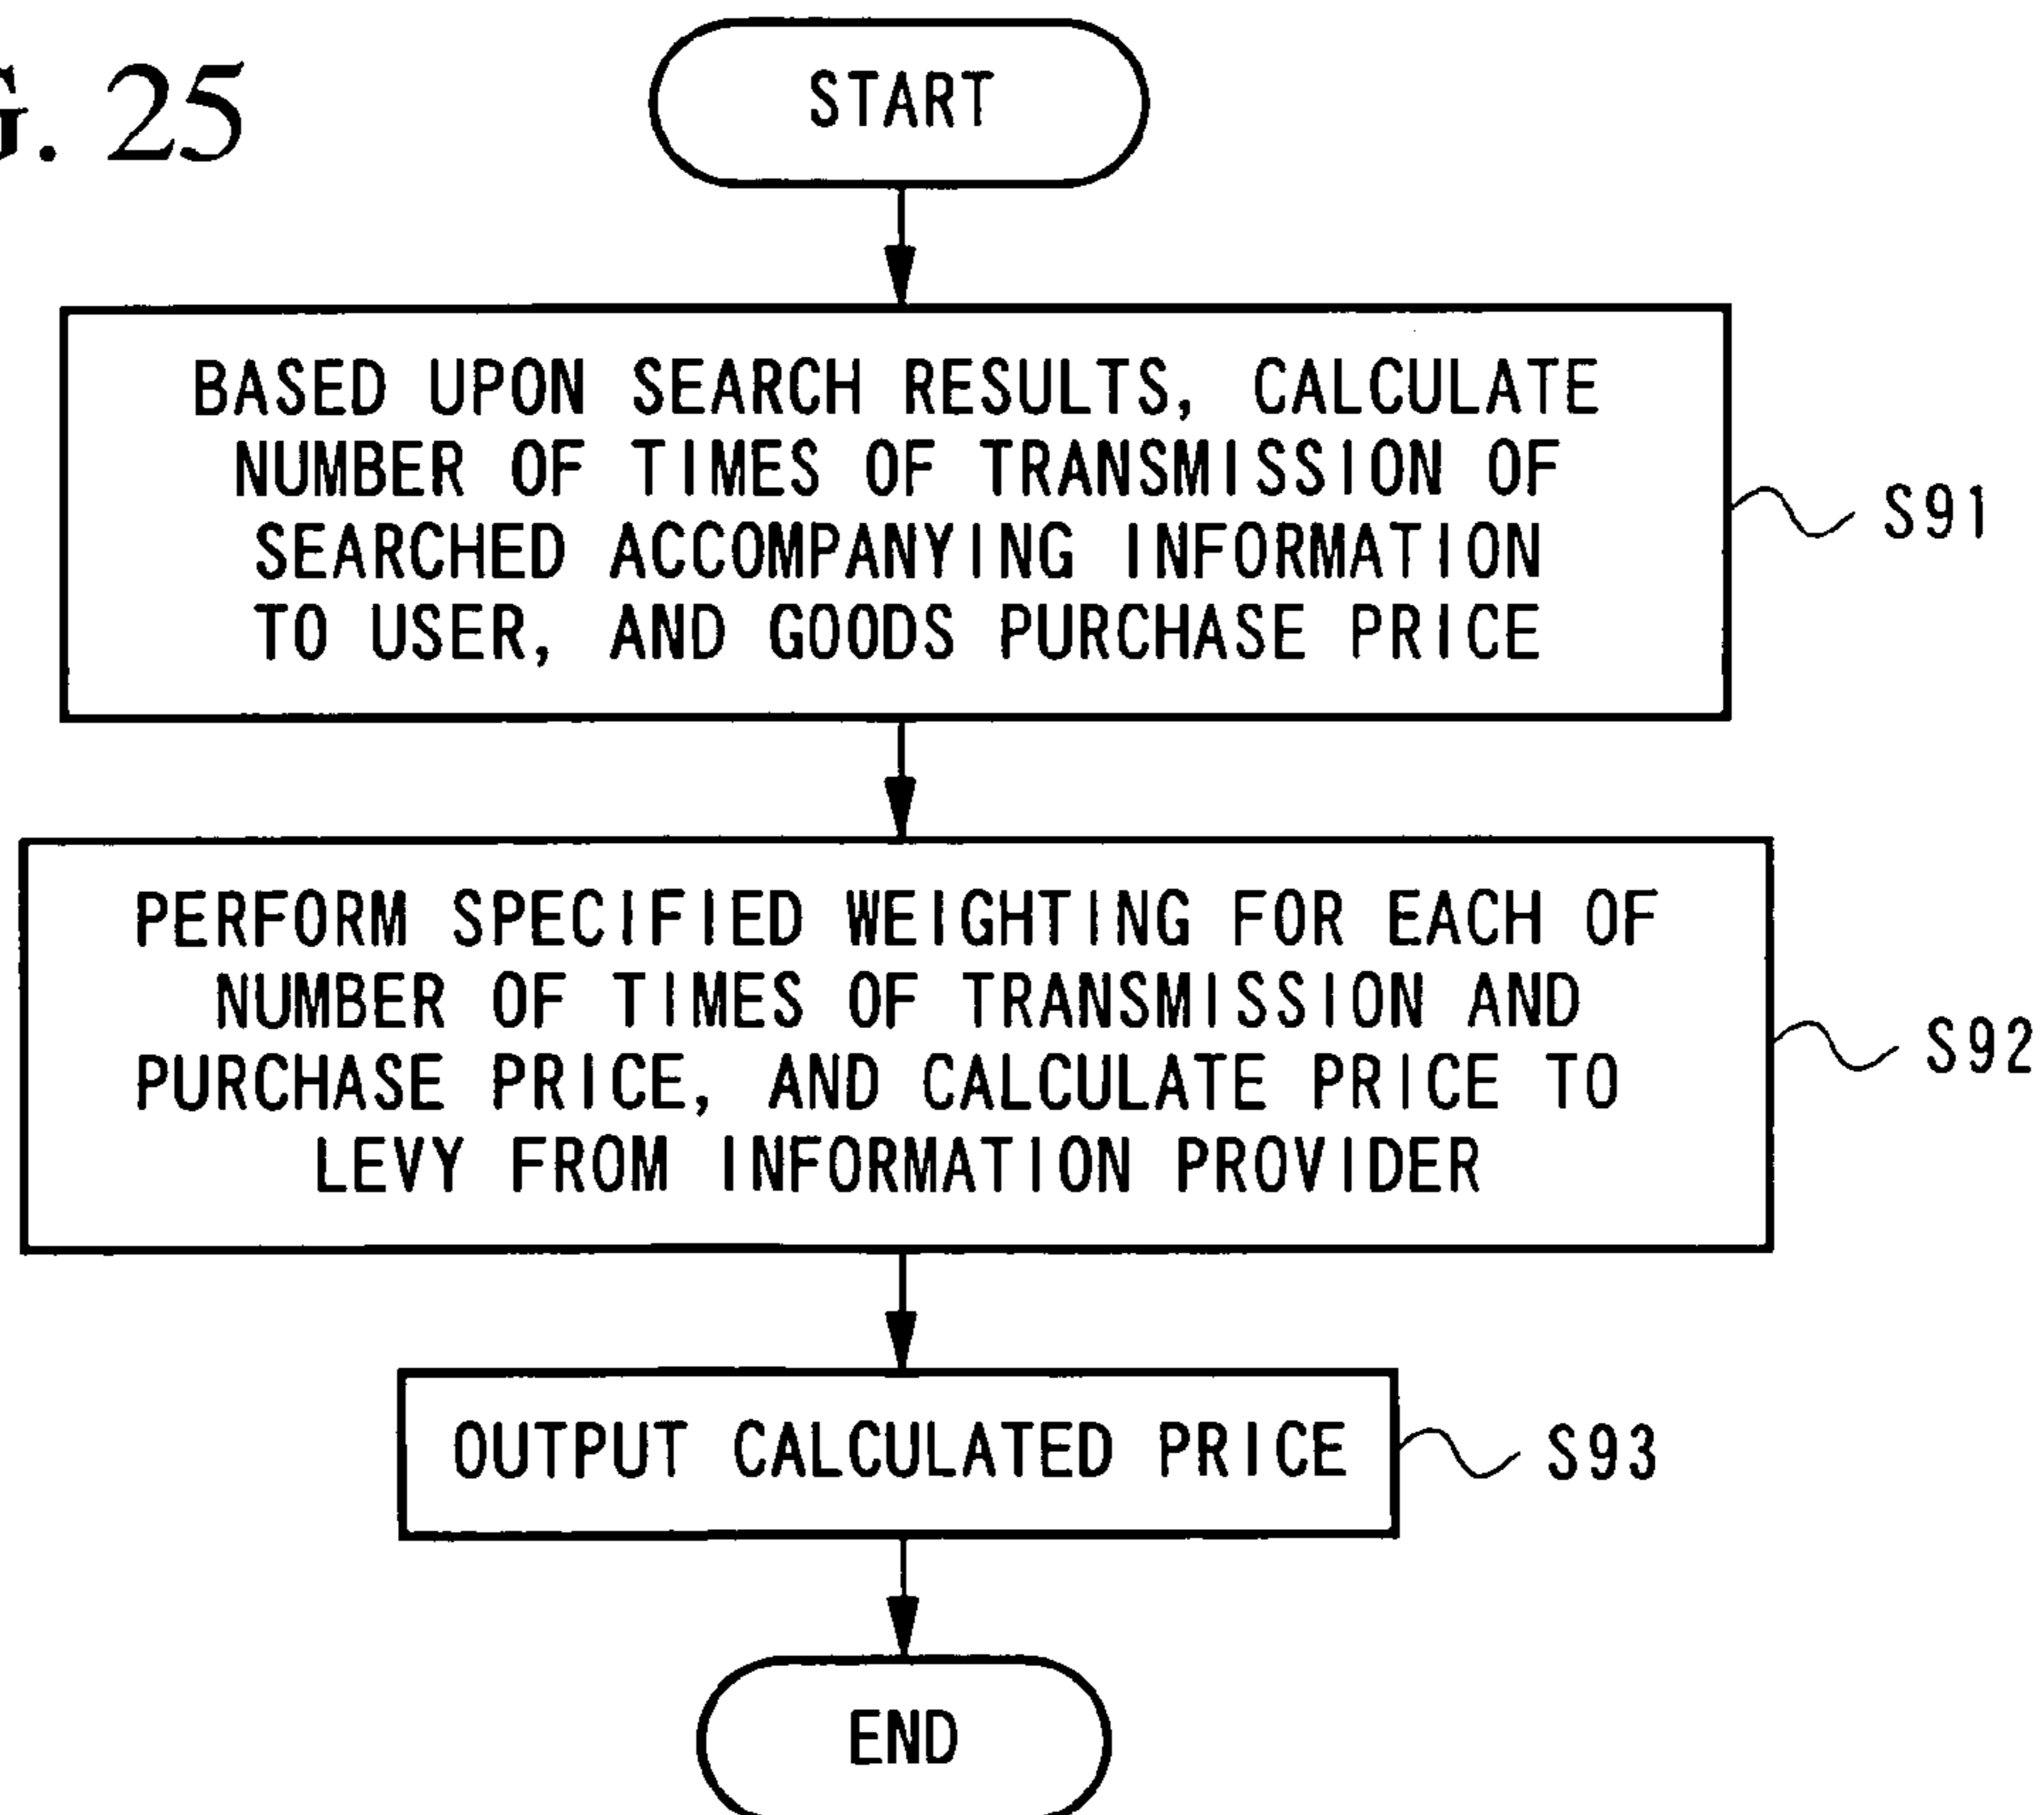 G. 25
START
BASED UPON SEARCH RESULTS, CALCULATE
NUMBER OF TIMES OF TRANSMISSION OF
SEARCHED ACCOMPANYING INFORMATION
TO USER, AND GOODS PURCHASE PRICE
S91
PERFORM SPECIFIED WEIGHTING FOR EACH OF
NUMBER OF TIMES OF TRANSMISSION AND
PURCHASE PRICE, AND CALCULATE PRICE TO
LEVY FROM INFORMATION PROVIDER
S92
OUTPUT CALCULATED PRICE
S93
END